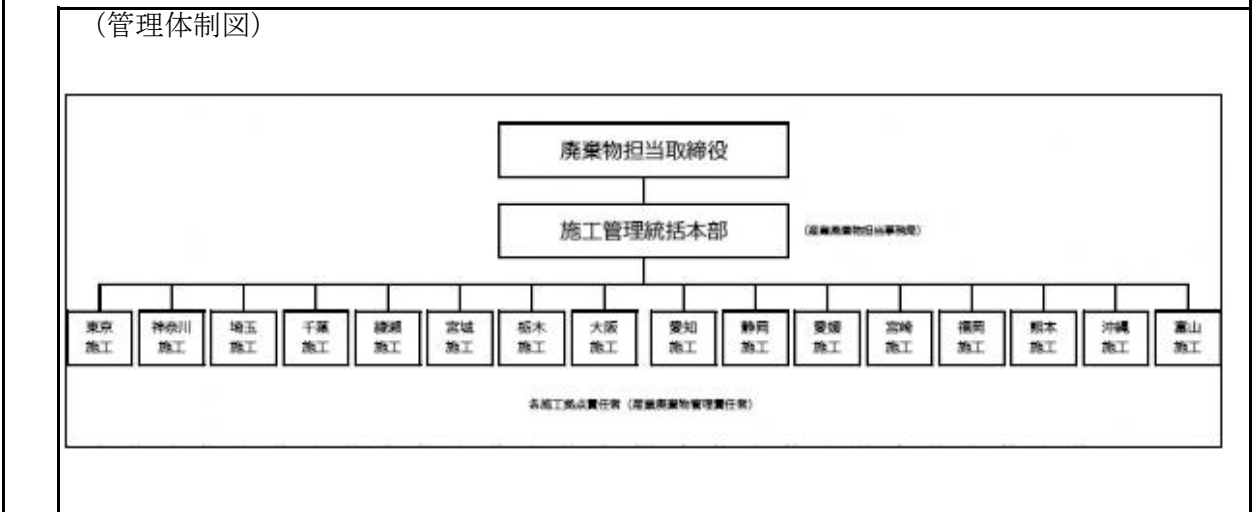 （管理体制図）
廃棄物担当取締役
施工管理統括本部
（産業廃棄物担当事務局）
東京
施工
神奈川
施工
埼玉
施工
千葉
施工
綾瀬
施工
宮城
施工
栃木
施工
大阪
施工
愛知
施工
静岡
施工
愛媛
施工
宮崎
施工
福岡
施工
熊本
施工
沖縄
施工
富山
施工
各施工拠点責任者（産業廃棄物管理責任者）